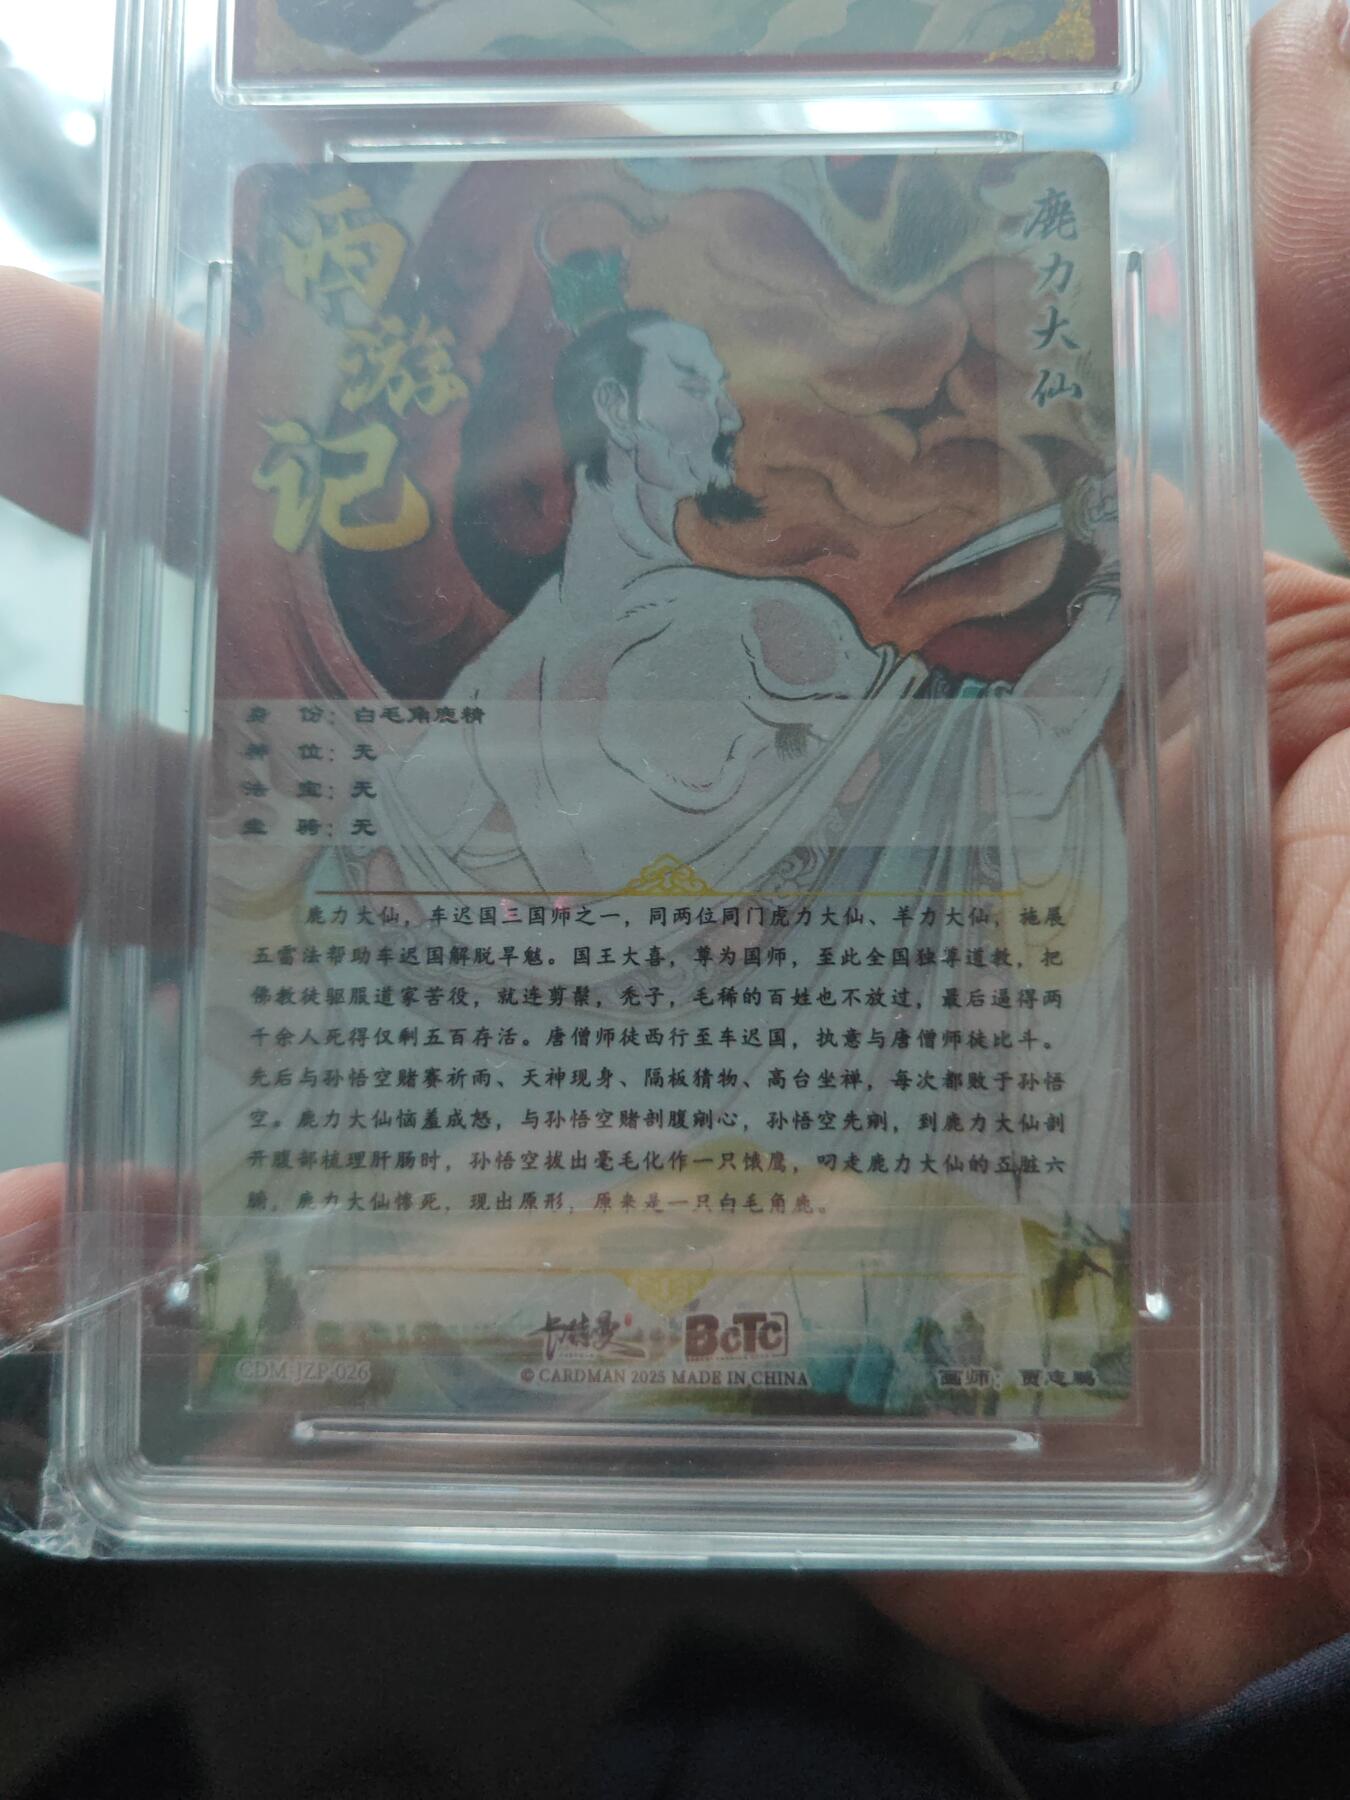 西游记
鹿力大仙
身 份：白毛角鹿精
神 位：无
法 宝：无
坐 骑：无
鹿力大仙，车迟国三国师之一，同两位同门虎力大仙、羊力大仙，施展
五雷法帮助车迟国解脱旱魃。国王大喜，尊为国师，至此全国独尊道教，把
佛教徒驱服道家苦役，就连剪鬃，秃子，毛稀的百姓也不放过，最后逼得两
千余人死得仅剩五百存活。唐僧师徒西行至车迟国，执意与唐僧师徒比斗。
先后与孙悟空赌赛祈雨、天神现身、隔板猜物、高台坐禅，每次都败于孙悟
空。鹿力大仙恼羞成怒，与孙悟空赌剖腹剜心，孙悟空先剜，到鹿力大仙剖
开腹部梳理肝肠时，孙悟空拔出毫毛化作一只饿鹰，叼走鹿力大仙的五脏六
腑，鹿力大仙惨死，现出原形，原来是一只白毛角鹿。
卡特曼 BCTC
CDM-JZP-026
© CARDMAN 2025 MADE IN CHINA
画师：贾志鹏